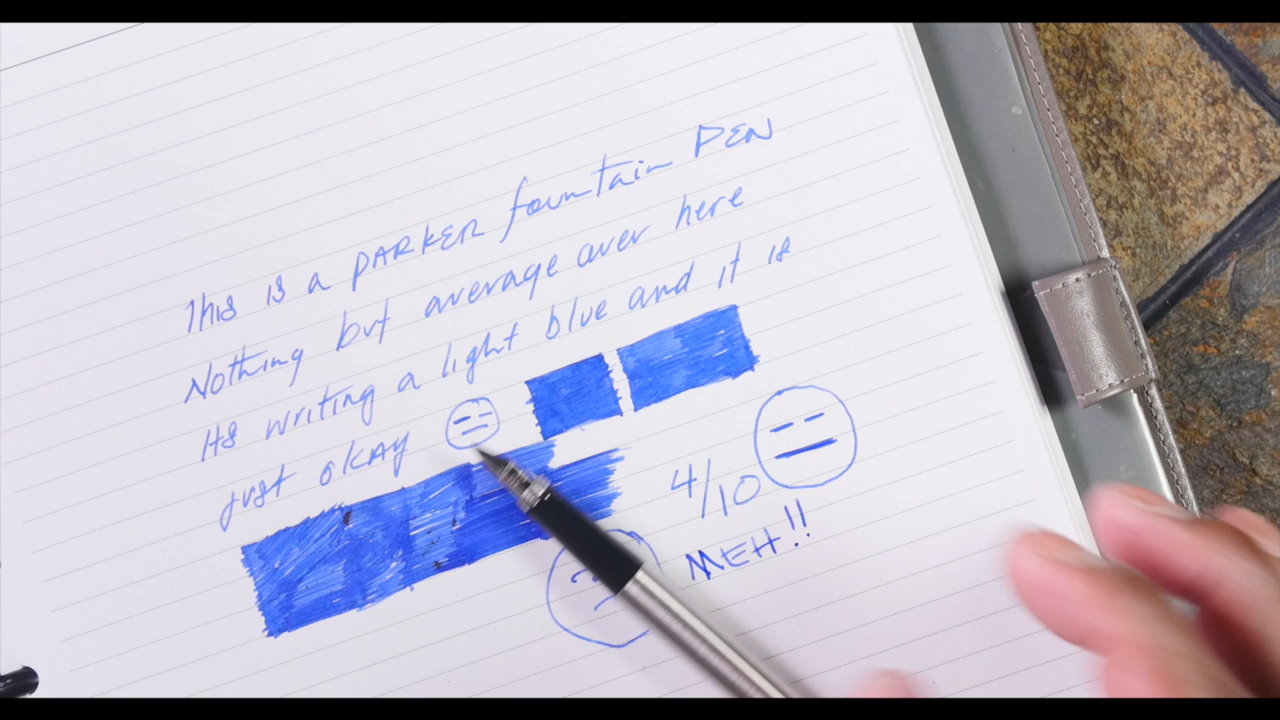 This is a PARKER fountain PEN
Nothing but average over here
Its writing a light blue and it is
just okay
4/10
MEH!!